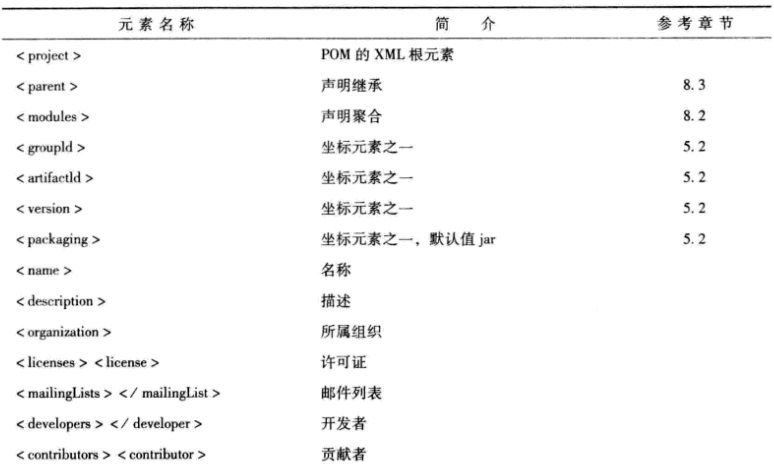 元素名称 简 介 参考章节
<project> POM 的 XML 根元素
<parent> 声明继承 8.3
<modules> 声明聚合 8.2
<groupId> 坐标元素之一 5.2
<artifactId> 坐标元素之一 5.2
<version> 坐标元素之一 5.2
<packaging> 坐标元素之一，默认值 jar 5.2
<name> 名称
<description> 描述
<organization> 所属组织
<licenses> <license> 许可证
<mailingLists> </mailingList> 邮件列表
<developers> </developer> 开发者
<contributors> <contributor> 贡献者